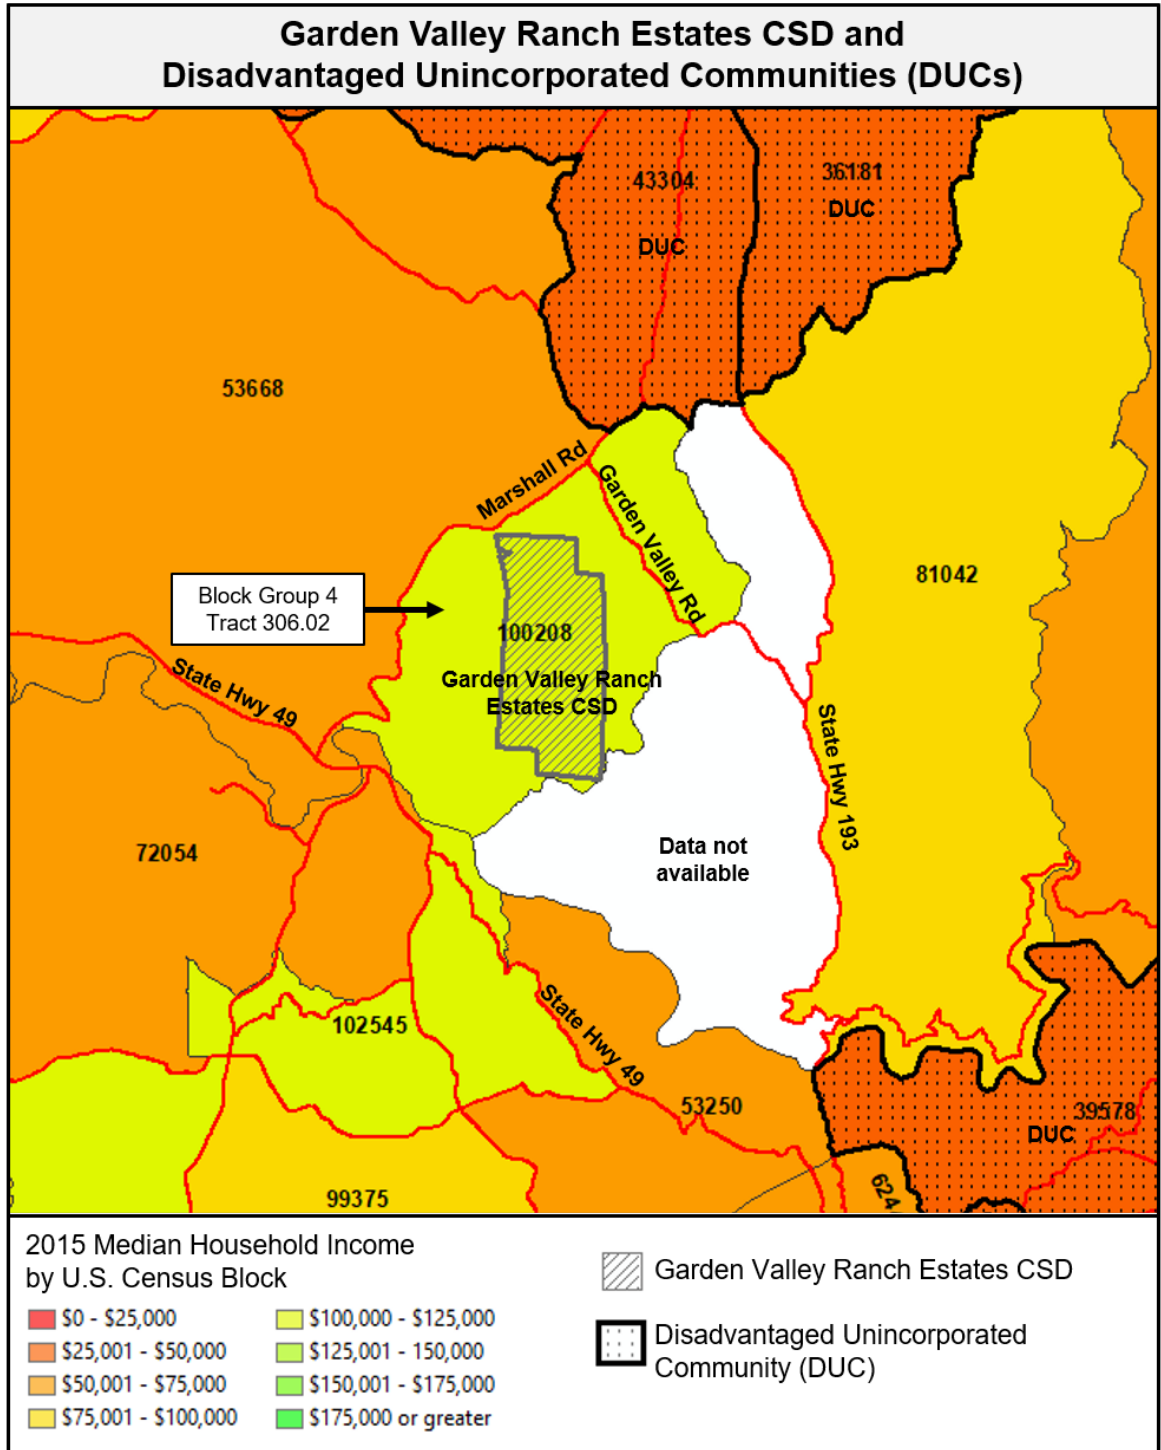 Garden Valley Ranch Estates CSD and
Disadvantaged Unincorporated Communities (DUCs)
43304
DUC
36181
DUC
53668
Marshall Rd
Garden Valley Rd
81042
Block Group 4
Tract 306.02
100208
Garden Valley Ranch
Estates CSD
State Hwy 49
State Hwy 193
72054
Data not
available
102545
State Hwy 49
53250
39578
DUC
624
99375
2015 Median Household Income
by U.S. Census Block
$0 - $25,000
$25,001 - $50,000
$50,001 - $75,000
$75,001 - $100,000
$100,000 - $125,000
$125,001 - 150,000
$150,001 - $175,000
$175,000 or greater
Garden Valley Ranch Estates CSD
Disadvantaged Unincorporated
Community (DUC)